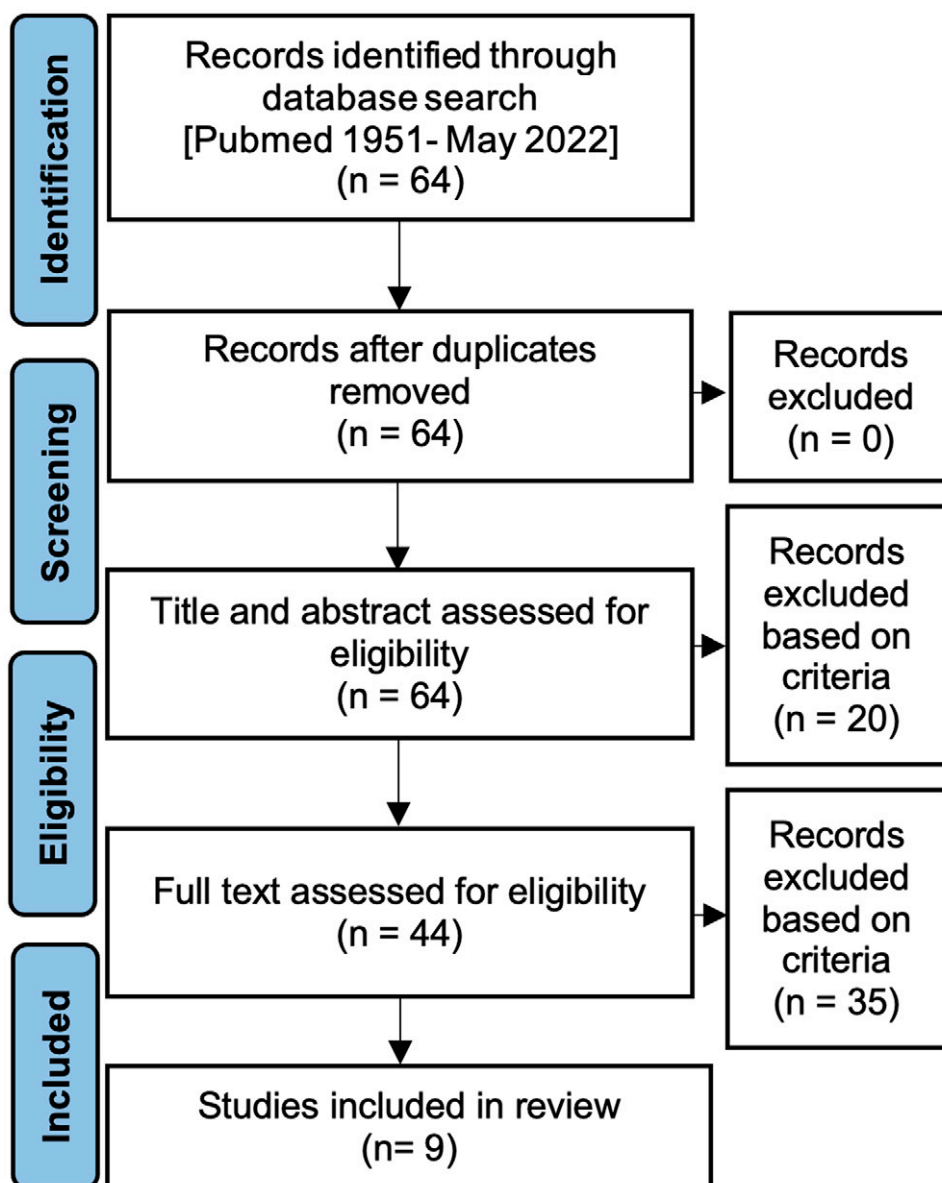 Identification
Records identified through
database search
[Pubmed 1951- May 2022]
(n = 64)
Screening
Records after duplicates
removed
(n = 64)
Records
excluded
(n = 0)
Title and abstract assessed for
eligibility
(n = 64)
Records
excluded
based on
criteria
(n = 20)
Eligibility
Full text assessed for eligibility
(n = 44)
Records
excluded
based on
criteria
(n = 35)
Included
Studies included in review
(n= 9)